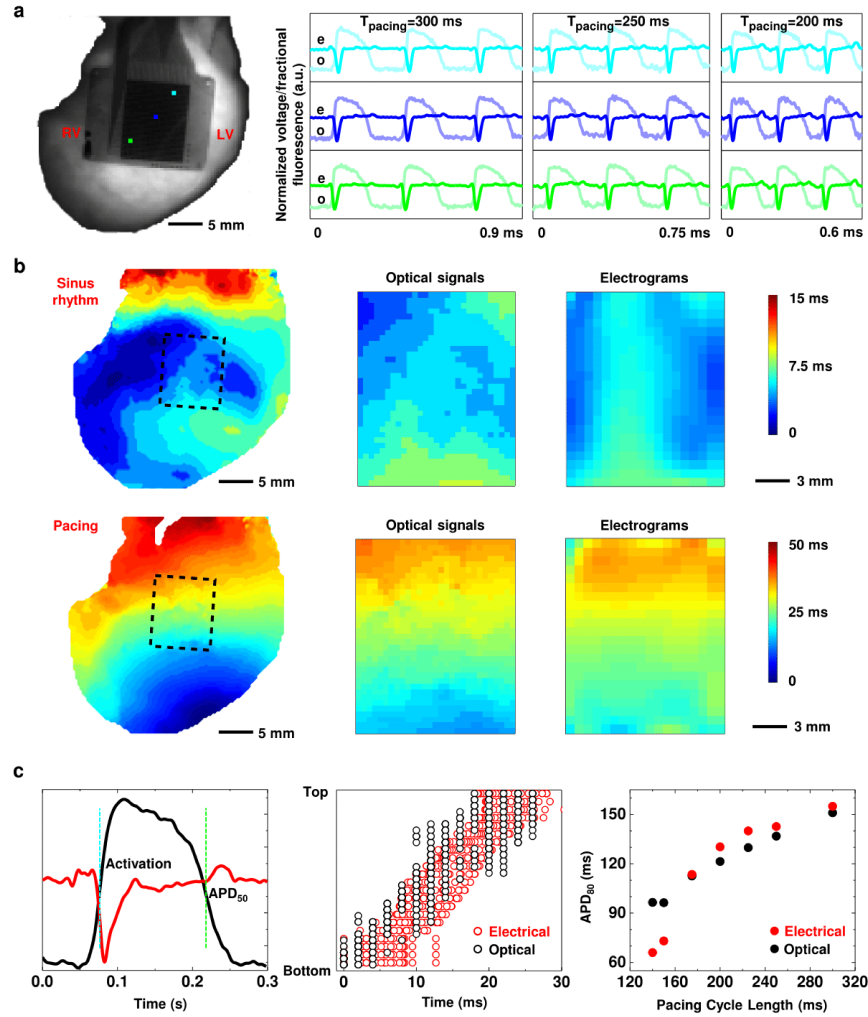 a
RV
LV
5 mm
Normalized voltage/fractional
fluorescence (a.u.)
T_pacing=300 ms
T_pacing=250 ms
T_pacing=200 ms
e
o
e
o
e
o
0
0.9 ms
0
0.75 ms
0
0.6 ms
b
Sinus
rhythm
5 mm
Optical signals
Electrograms
15 ms
7.5 ms
0
3 mm
Pacing
5 mm
Optical signals
Electrograms
50 ms
25 ms
0
3 mm
c
Activation
APD₅₀
0.0
0.1
0.2
0.3
Time (s)
Top
Bottom
Electrical
Optical
0
10
20
30
Time (ms)
APD₈₀ (ms)
150
120
90
60
Electrical
Optical
120
160
200
240
280
320
Pacing Cycle Length (ms)